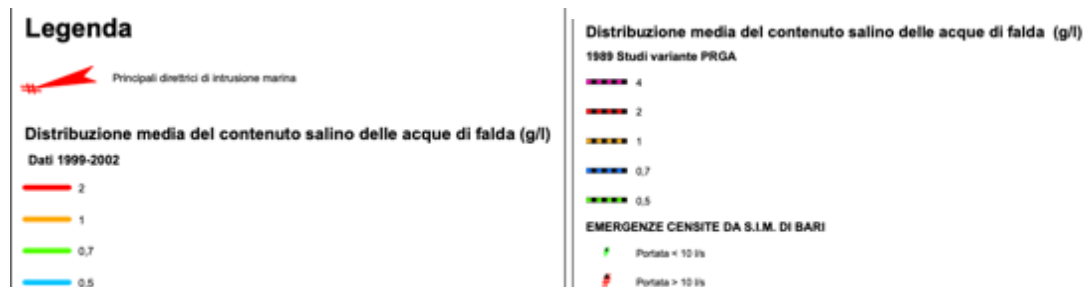 Legenda
Principali direttrici di intrusione marina
Distribuzione media del contenuto salino delle acque di falda (g/l)
Dati 1999-2002
2
1
0,7
0,5
Distribuzione media del contenuto salino delle acque di falda (g/l)
1989 Studi variante PRGA
4
2
1
0,7
0,5
EMERGENZE CENSITE DA S.I.M. DI BARI
Portata < 10 l/s
Portata > 10 l/s